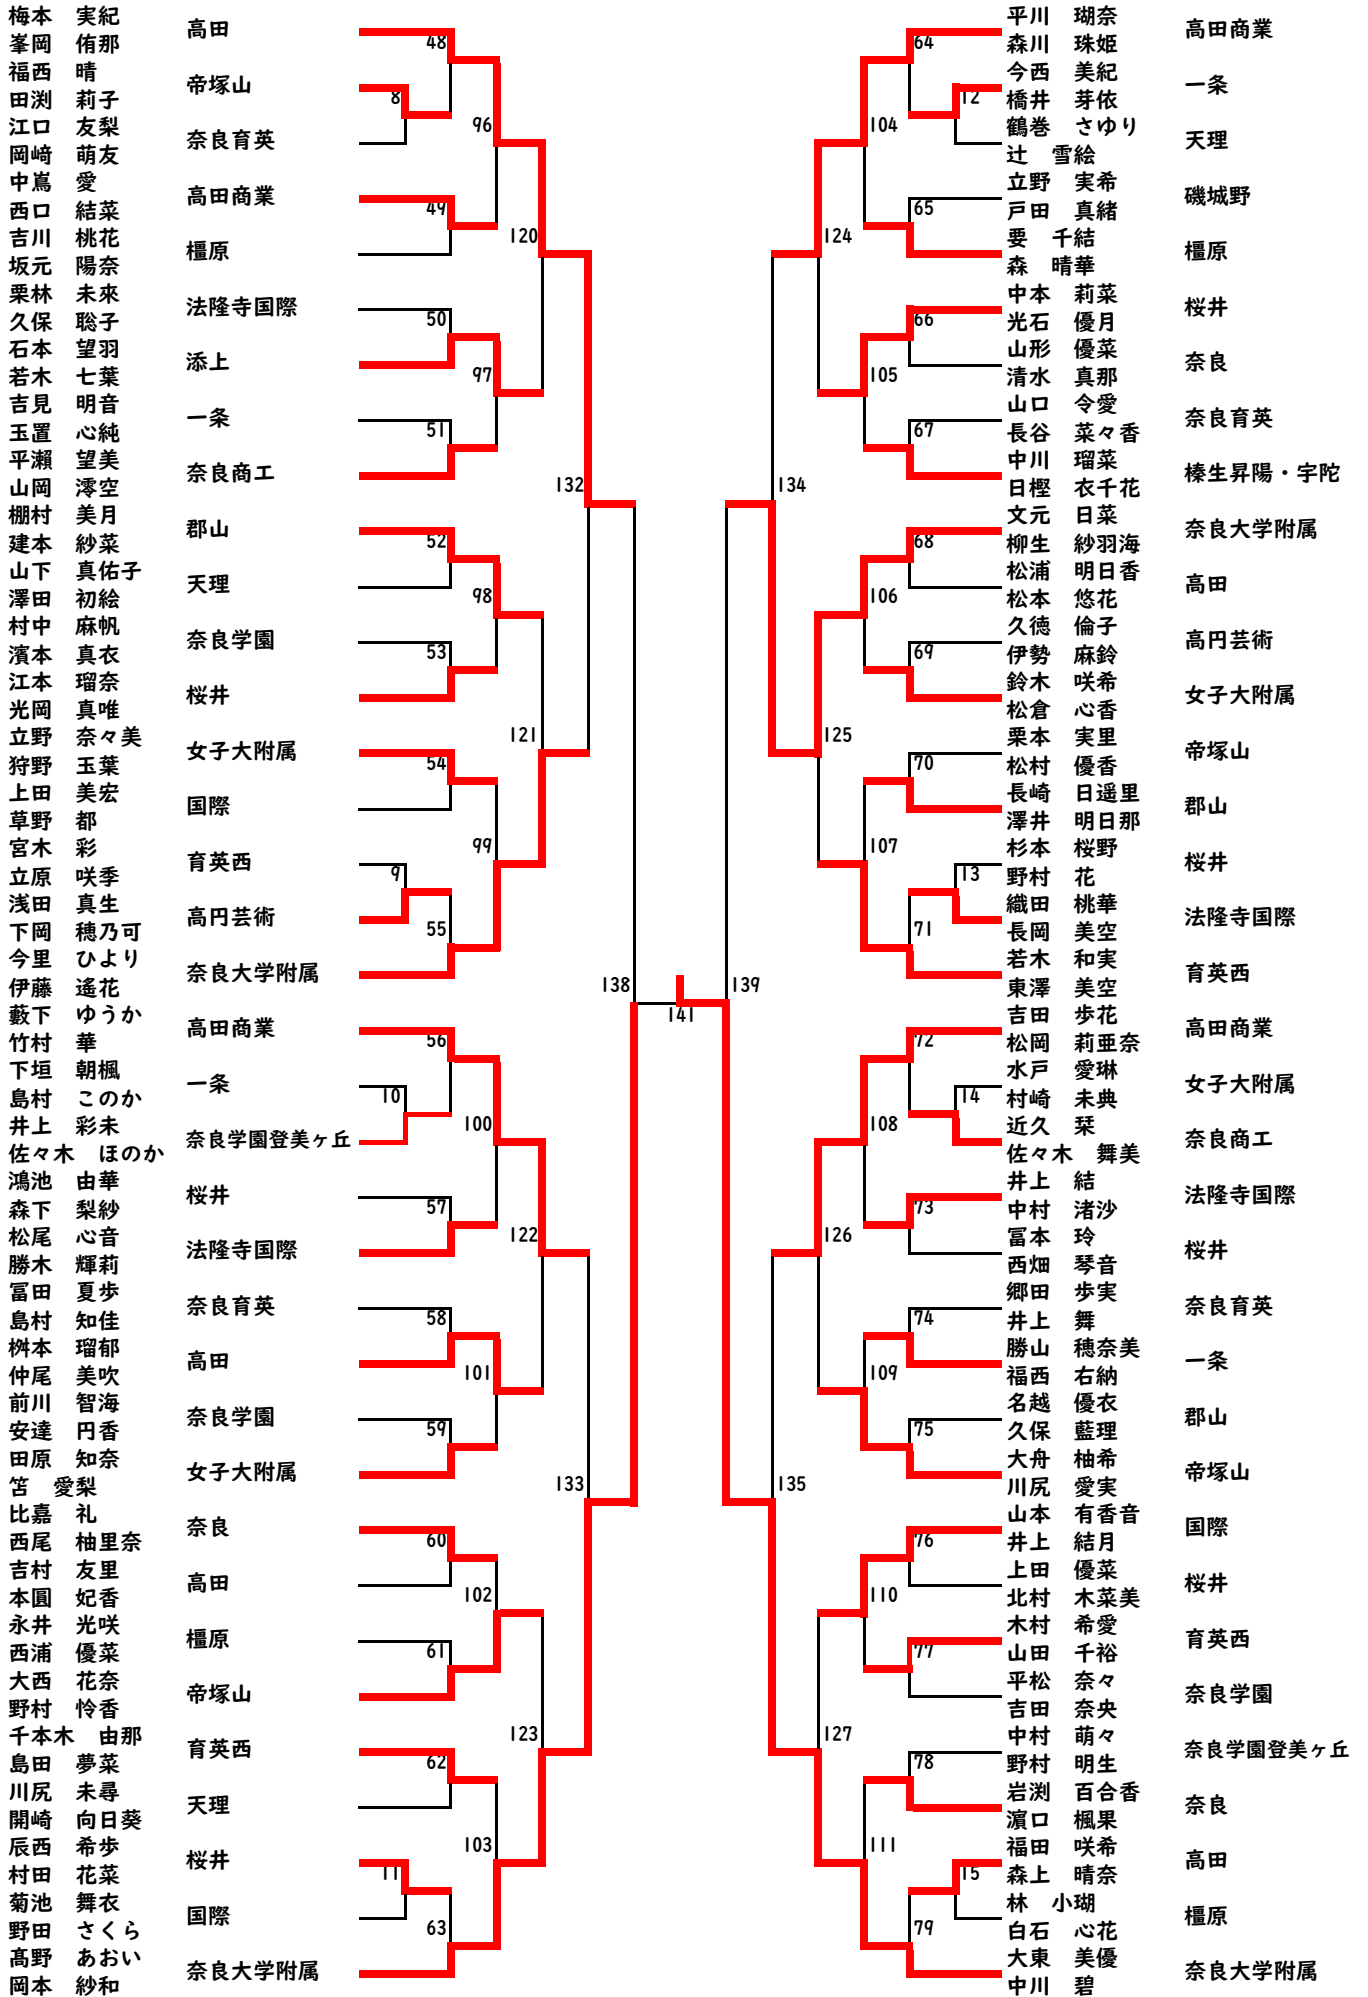 梅本　実紀
峯岡　侑那
高田
福西　晴
田渕　莉子
帝塚山
江口　友梨
岡﨑　萌友
奈良育英
中嶌　愛
西口　結菜
高田商業
吉川　桃花
坂元　陽奈
橿原
栗林　未來
久保　聡子
法隆寺国際
石本　望羽
若木　七葉
添上
吉見　明音
玉置　心純
一条
平瀨　望美
山岡　澪空
奈良商工
棚村　美月
建本　紗菜
郡山
山下　真佑子
澤田　初絵
天理
村中　麻帆
濱本　真衣
奈良学園
江本　瑠奈
光岡　真唯
桜井
立野　奈々美
狩野　玉葉
女子大附属
上田　美宏
草野　都
国際
宮木　彩
立原　咲季
育英西
浅田　真生
下岡　穂乃可
高円芸術
今里　ひより
伊藤　遙花
奈良大学附属
藪下　ゆうか
竹村　華
高田商業
下垣　朝楓
島村　このか
一条
井上　彩未
佐々木　ほのか
奈良学園登美ヶ丘
鴻池　由華
森下　梨紗
桜井
松尾　心音
勝木　輝莉
法隆寺国際
冨田　夏歩
島村　知佳
奈良育英
桝本　瑠郁
仲尾　美吹
高田
前川　智海
安達　円香
奈良学園
田原　知奈
笘　愛梨
女子大附属
比嘉　礼
西尾　柚里奈
奈良
吉村　友里
本圓　妃香
高田
永井　光咲
西浦　優菜
橿原
大西　花奈
野村　怜香
帝塚山
千本木　由那
島田　夢菜
育英西
川尻　未尋
開崎　向日葵
天理
辰西　希歩
村田　花菜
桜井
菊池　舞衣
野田　さくら
国際
髙野　あおい
岡本　紗和
奈良大学附属
48
8
96
49
120
50
97
51
132
52
98
53
121
54
99
9
55
138
56
10
100
57
122
58
101
59
133
60
102
61
123
62
103
11
63
141
64
12
104
65
124
66
105
67
134
68
106
69
125
70
107
13
71
139
72
14
108
73
126
74
109
75
135
76
110
77
127
78
111
15
79
平川　瑚奈
森川　珠姫
高田商業
今西　美紀
橋井　芽依
一条
鶴巻　さゆり
辻　雪絵
天理
立野　実希
戸田　真緒
磯城野
要　千結
森　晴華
橿原
中本　莉菜
光石　優月
桜井
山形　優菜
清水　真那
奈良
山口　令愛
長谷　菜々香
奈良育英
中川　瑠菜
日樫　衣千花
榛生昇陽・宇陀
文元　日菜
柳生　紗羽海
奈良大学附属
松浦　明日香
松本　悠花
高田
久徳　倫子
伊勢　麻鈴
高円芸術
鈴木　咲希
松倉　心香
女子大附属
栗本　実里
松村　優香
帝塚山
長崎　日遥里
澤井　明日那
郡山
杉本　桜野
野村　花
桜井
織田　桃華
長岡　美空
法隆寺国際
若木　和実
東澤　美空
育英西
吉田　歩花
松岡　莉亜奈
高田商業
水戸　愛琳
村崎　未典
女子大附属
近久　栞
佐々木　舞美
奈良商工
井上　結
中村　渚沙
法隆寺国際
冨本　玲
西畑　琴音
桜井
郷田　歩実
井上　舞
奈良育英
勝山　穂奈美
福西　右納
一条
名越　優衣
久保　藍理
郡山
大舟　柚希
川尻　愛実
帝塚山
山本　有香音
井上　結月
国際
上田　優菜
北村　木菜美
桜井
木村　希愛
山田　千裕
育英西
平松　奈々
吉田　奈央
奈良学園
中村　萌々
野村　明生
奈良学園登美ヶ丘
岩渕　百合香
濵口　楓果
奈良
福田　咲希
森上　晴奈
高田
林　小瑚
白石　心花
橿原
大東　美優
中川　碧
奈良大学附属